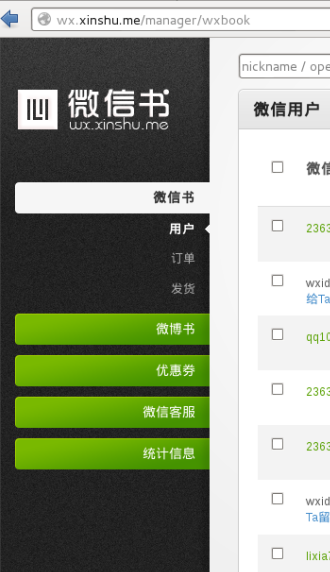 wx.xinshu.me/manager/wxbook
nickname / ope
微信书
wx.xinshu.me
微信用户
微信书
用户
订单
发货
微博书
优惠券
微信客服
统计信息
微信
2363
wxid
给Ta
qq10
2363
2363
wxid
Ta留
lixia